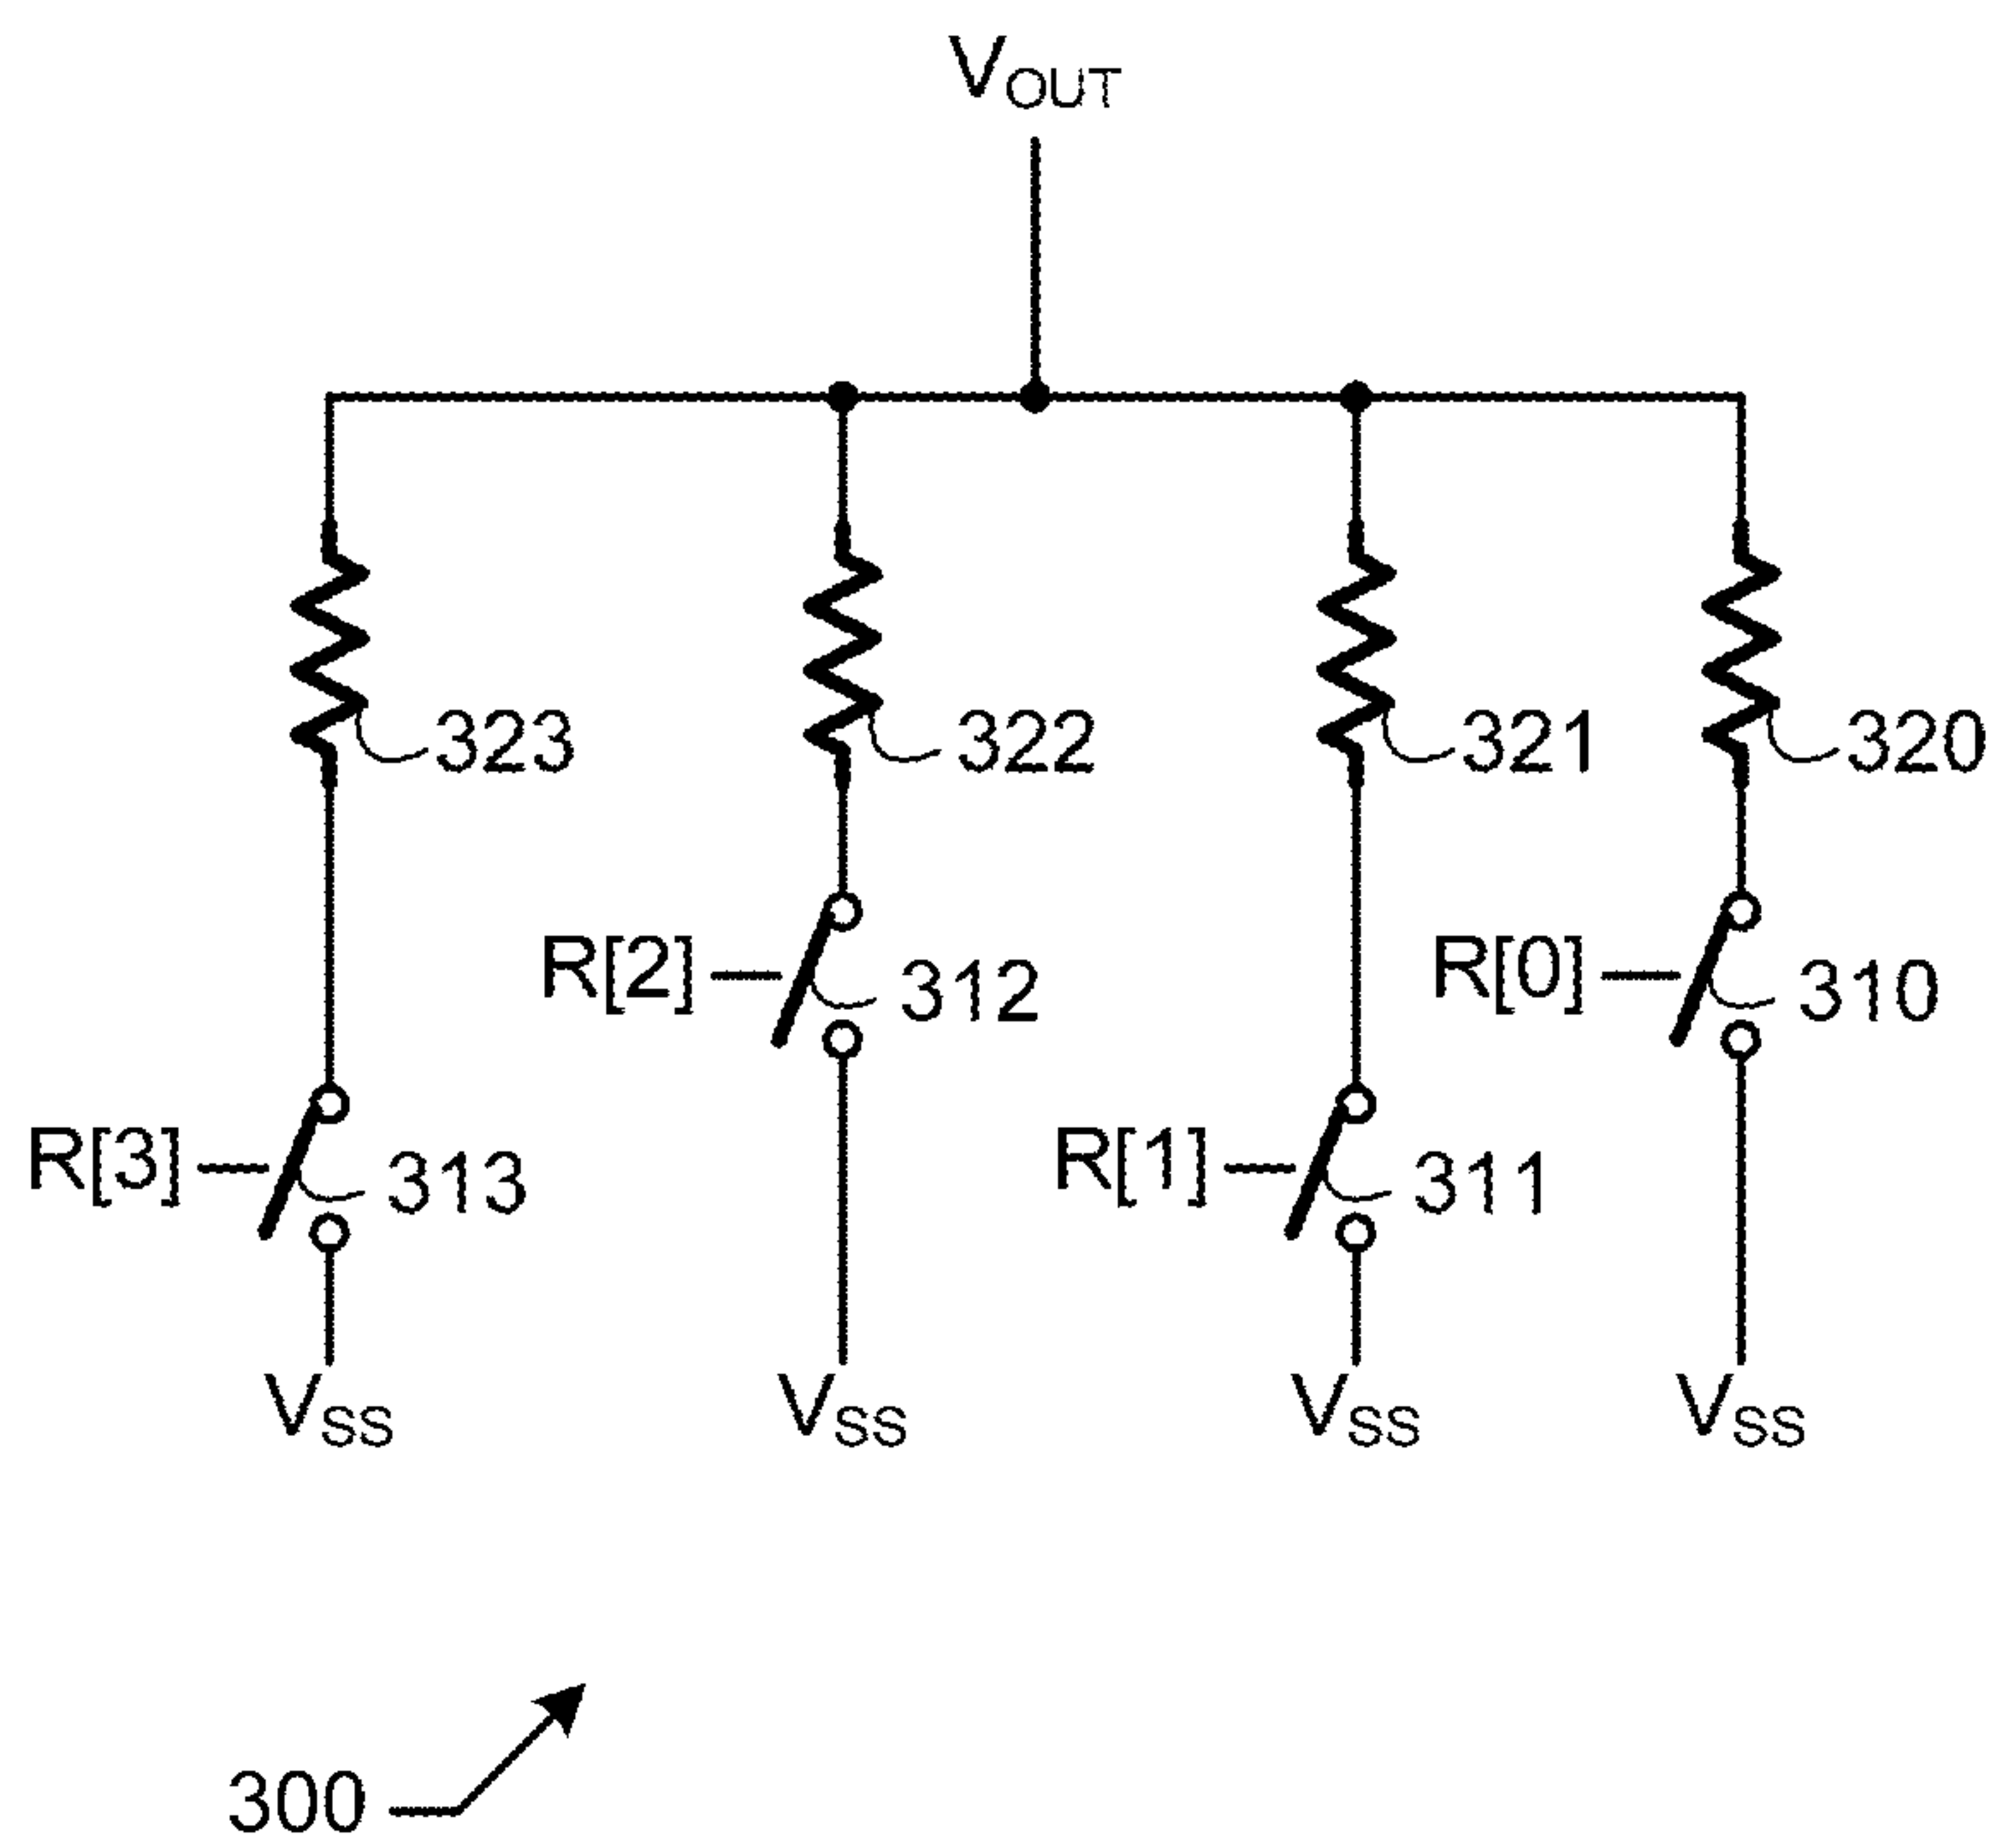 VOUT
323 322 321 320
R[2] 312 R[0] 310
R[3] 313 R[1] 311
VSS VSS VSS VSS
300